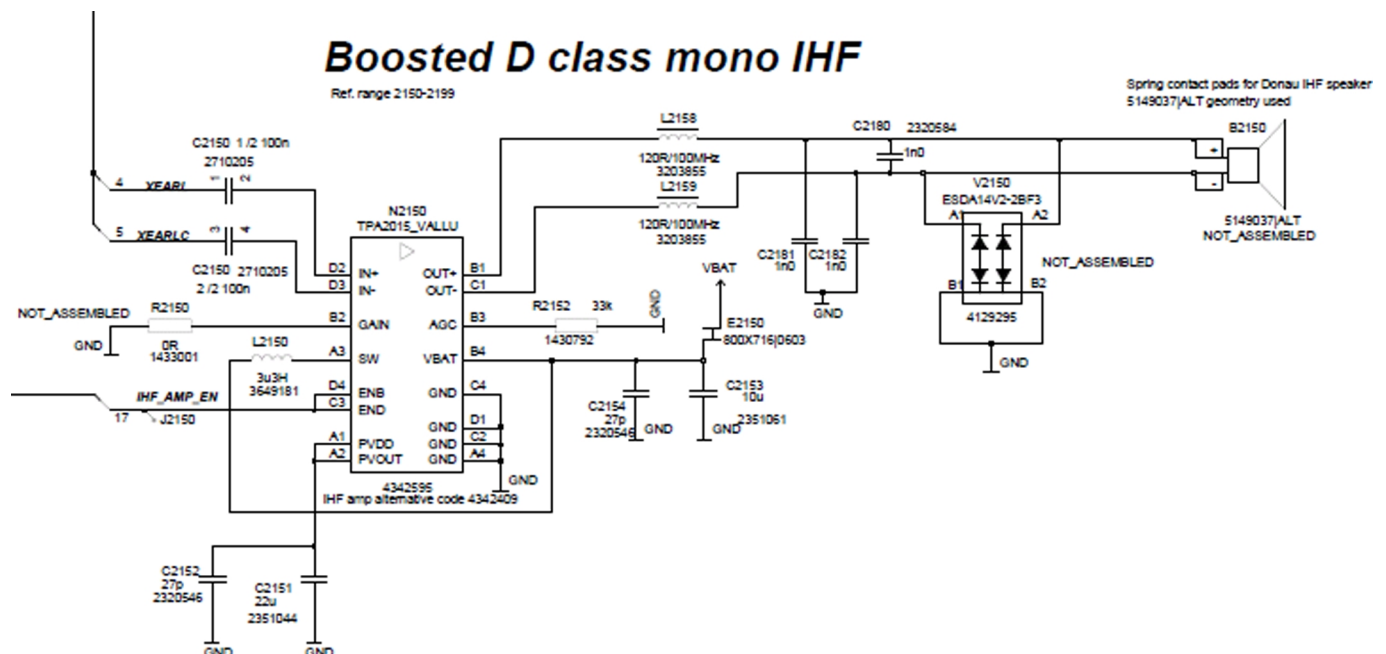 Boosted D class mono IHF
Ref. range 2150-2199
Spring contact pads for Donau IHF speaker
5149037|ALT geometry used
B2150
+
-
5149037|ALT
NOT_ASSEMBLED
C2150 1 /2 100n
2710205
1 2
4 XEARL
5 XEARLC
3 4
C2150 2710205
2 /2 100n
L2158
120R/100MHz
3203855
L2159
120R/100MHz
3203855
C2180 2320584
1n0
V2150
ESDA14V2-2BF3
A1 A2
B1 B2
NOT_ASSEMBLED
4129295
GND
C2181 C2182
1n0 1n0
GND
N2150
TPA2015_VALLU
D2 IN+ OUT+ B1
D3 IN- OUT- C1
B2 GAIN AGC B3
A3 SW VBAT B4
D4 ENB GND C4
C3 END
GND D1
A1 PVDD GND C2
A2 PVOUT GND A4
GND
4342595
IHF amp alternative code 4342409
NOT_ASSEMBLED
R2150
GND
0R
1433001
L2150
3u3H
3649181
IHF_AMP_EN
17 J2150
R2152 33k
1430792
GND
VBAT
E2150
800X716|0603
C2154
27p
2320546
GND
C2153
10u
2351061
GND
C2152
27p
2320546
GND
C2151
22u
2351044
GND